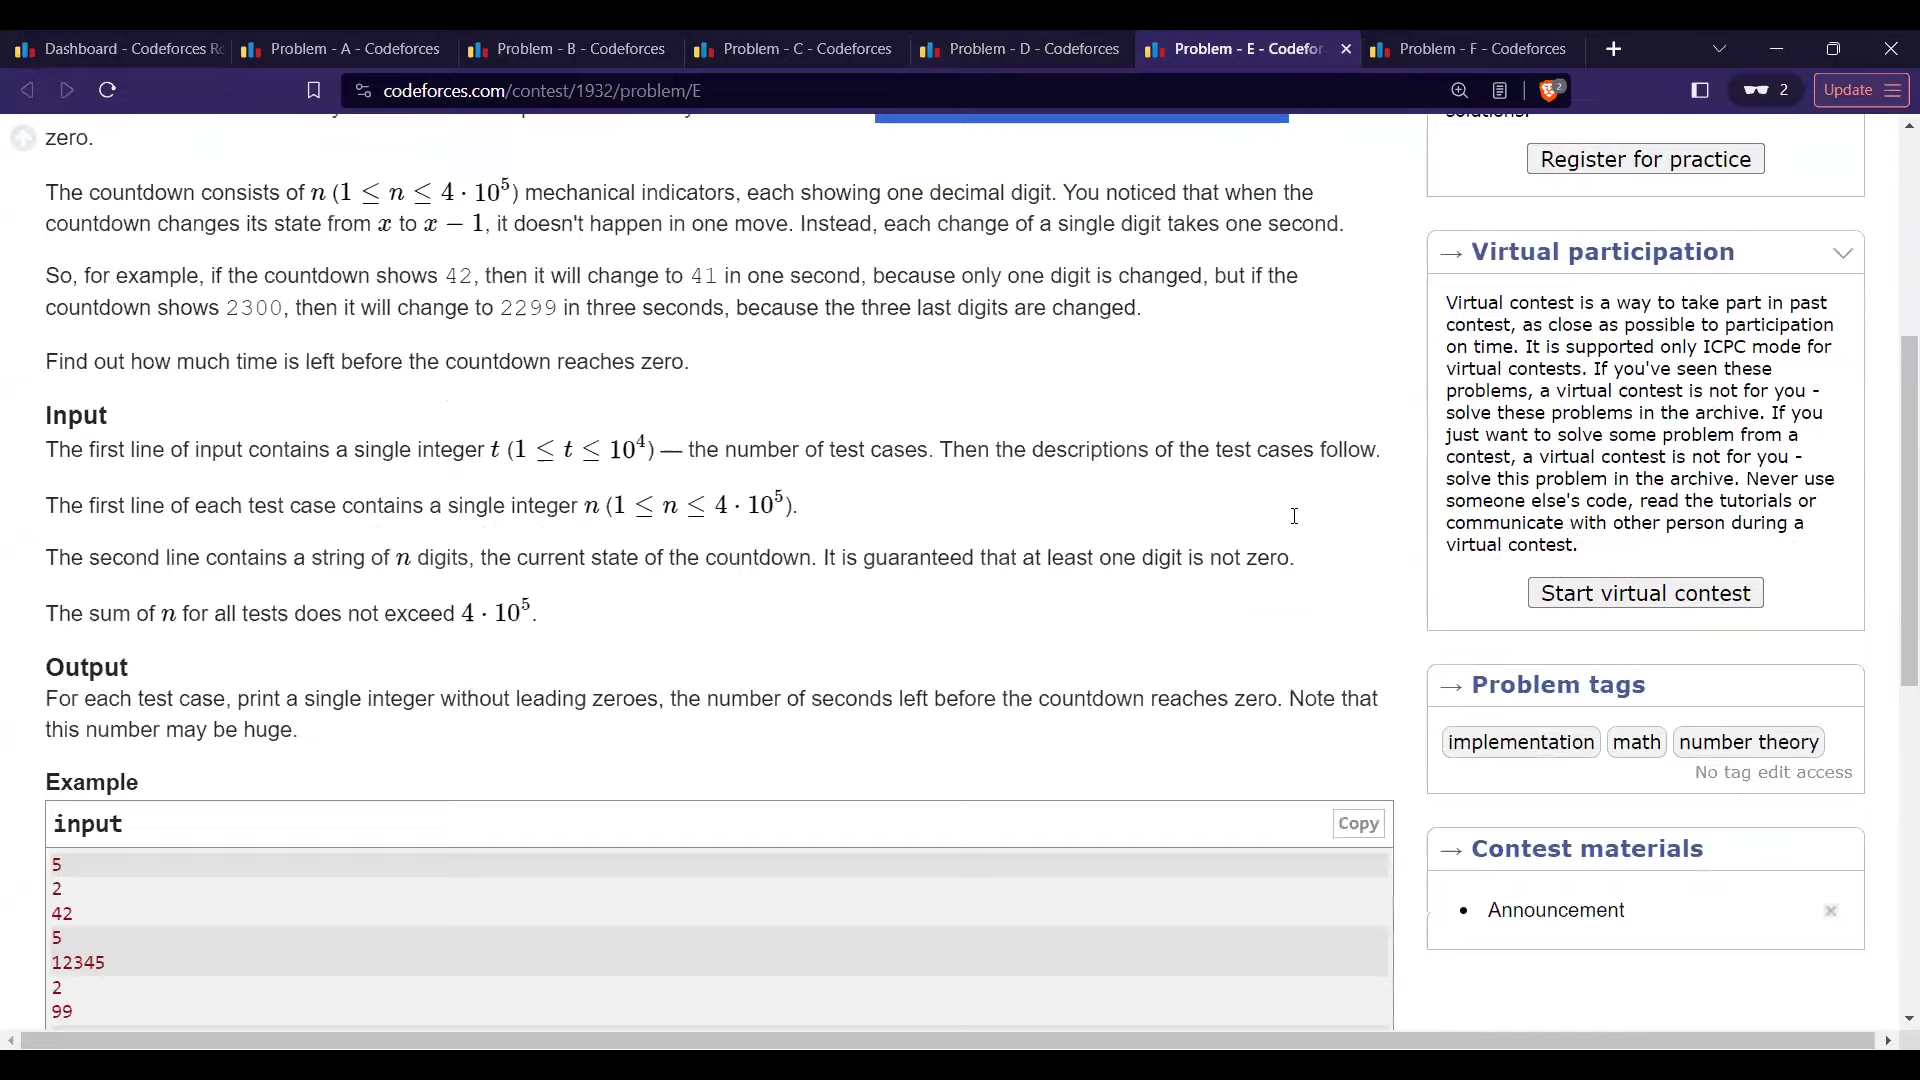 Dashboard - Codeforces Ro
Problem - A - Codeforces
Problem - B - Codeforces
Problem - C - Codeforces
Problem - D - Codeforces
Problem - E - Codefor
Problem - F - Codeforces
codeforces.com/contest/1932/problem/E
2
2
Update
zero.
The countdown consists of n (1 ≤ n ≤ 4 · 10^5) mechanical indicators, each showing one decimal digit. You noticed that when the
countdown changes its state from x to x − 1, it doesn't happen in one move. Instead, each change of a single digit takes one second.
So, for example, if the countdown shows 42, then it will change to 41 in one second, because only one digit is changed, but if the
countdown shows 2300, then it will change to 2299 in three seconds, because the three last digits are changed.
Find out how much time is left before the countdown reaches zero.
Input
The first line of input contains a single integer t (1 ≤ t ≤ 10^4) — the number of test cases. Then the descriptions of the test cases follow.
The first line of each test case contains a single integer n (1 ≤ n ≤ 4 · 10^5).
The second line contains a string of n digits, the current state of the countdown. It is guaranteed that at least one digit is not zero.
The sum of n for all tests does not exceed 4 · 10^5.
Output
For each test case, print a single integer without leading zeroes, the number of seconds left before the countdown reaches zero. Note that
this number may be huge.
Example
input
Copy
5
2
42
5
12345
2
99
solutions.
Register for practice
→ Virtual participation
Virtual contest is a way to take part in past
contest, as close as possible to participation
on time. It is supported only ICPC mode for
virtual contests. If you've seen these
problems, a virtual contest is not for you -
solve these problems in the archive. If you
just want to solve some problem from a
contest, a virtual contest is not for you -
solve this problem in the archive. Never use
someone else's code, read the tutorials or
communicate with other person during a
virtual contest.
Start virtual contest
→ Problem tags
implementation math number theory
No tag edit access
→ Contest materials
• Announcement